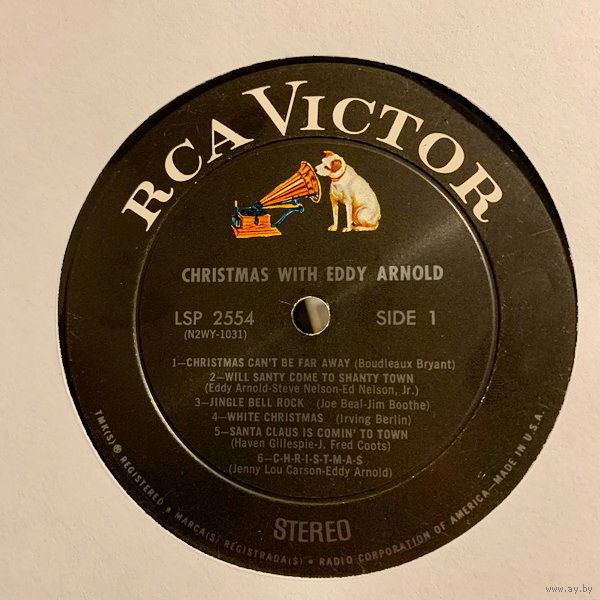 RCA VICTOR
CHRISTMAS WITH EDDY ARNOLD
LSP 2554 SIDE 1
(N2WY-1031)
1—CHRISTMAS CAN'T BE FAR AWAY (Boudleaux Bryant)
2—WILL SANTY COME TO SHANTY TOWN
(Eddy Arnold-Steve Nelson-Ed Nelson, Jr.)
3—JINGLE BELL ROCK (Joe Beal-Jim Boothe)
4—WHITE CHRISTMAS (Irving Berlin)
5—SANTA CLAUS IS COMIN' TO TOWN
(Haven Gillespie-J. Fred Coots)
6—C-H-R-I-S-T-M-A-S
(Jenny Lou Carson-Eddy Arnold)
STEREO
TMK(S) ® REGISTERED • MARCA(S) REGISTRADA(S) • RADIO CORPORATION OF AMERICA—MADE IN U.S.A.
www.ay.by